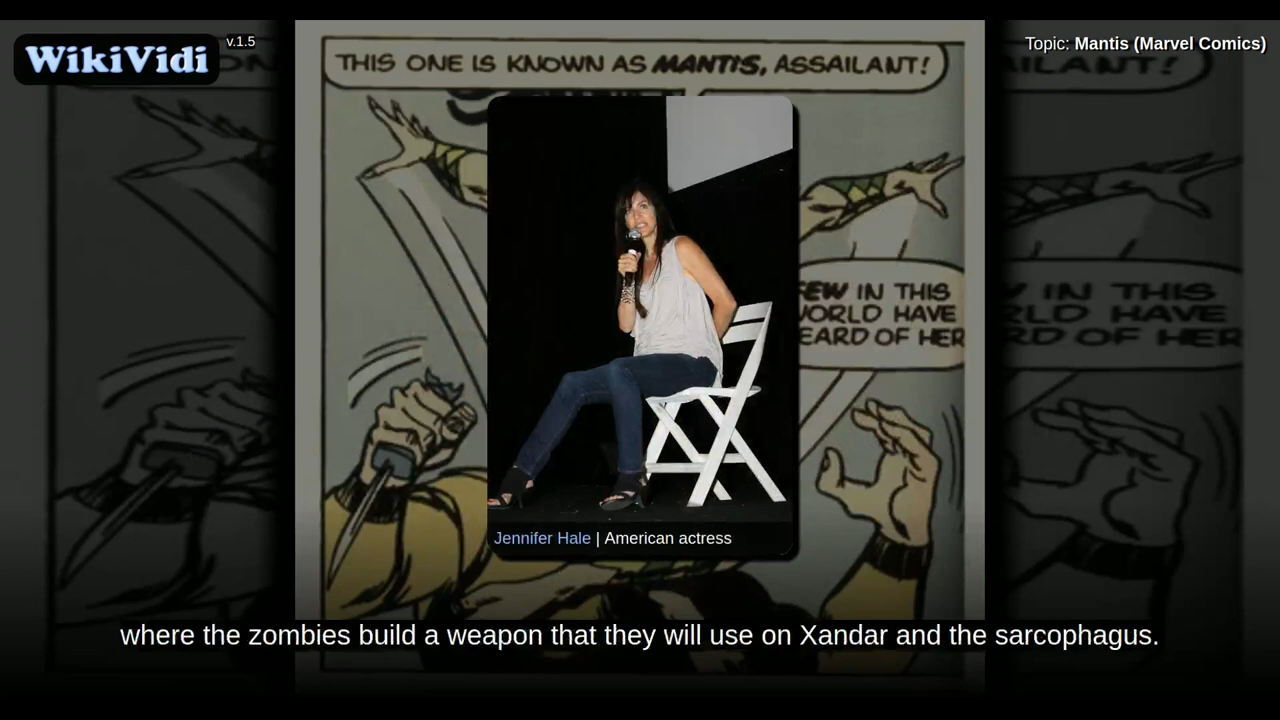 WikiVidi
v.1.5
Topic: Mantis (Marvel Comics)
THIS ONE IS KNOWN AS MANTIS, ASSAILANT!
FEW IN THIS
WORLD HAVE
HEARD OF HER
Jennifer Hale | American actress
where the zombies build a weapon that they will use on Xandar and the sarcophagus.